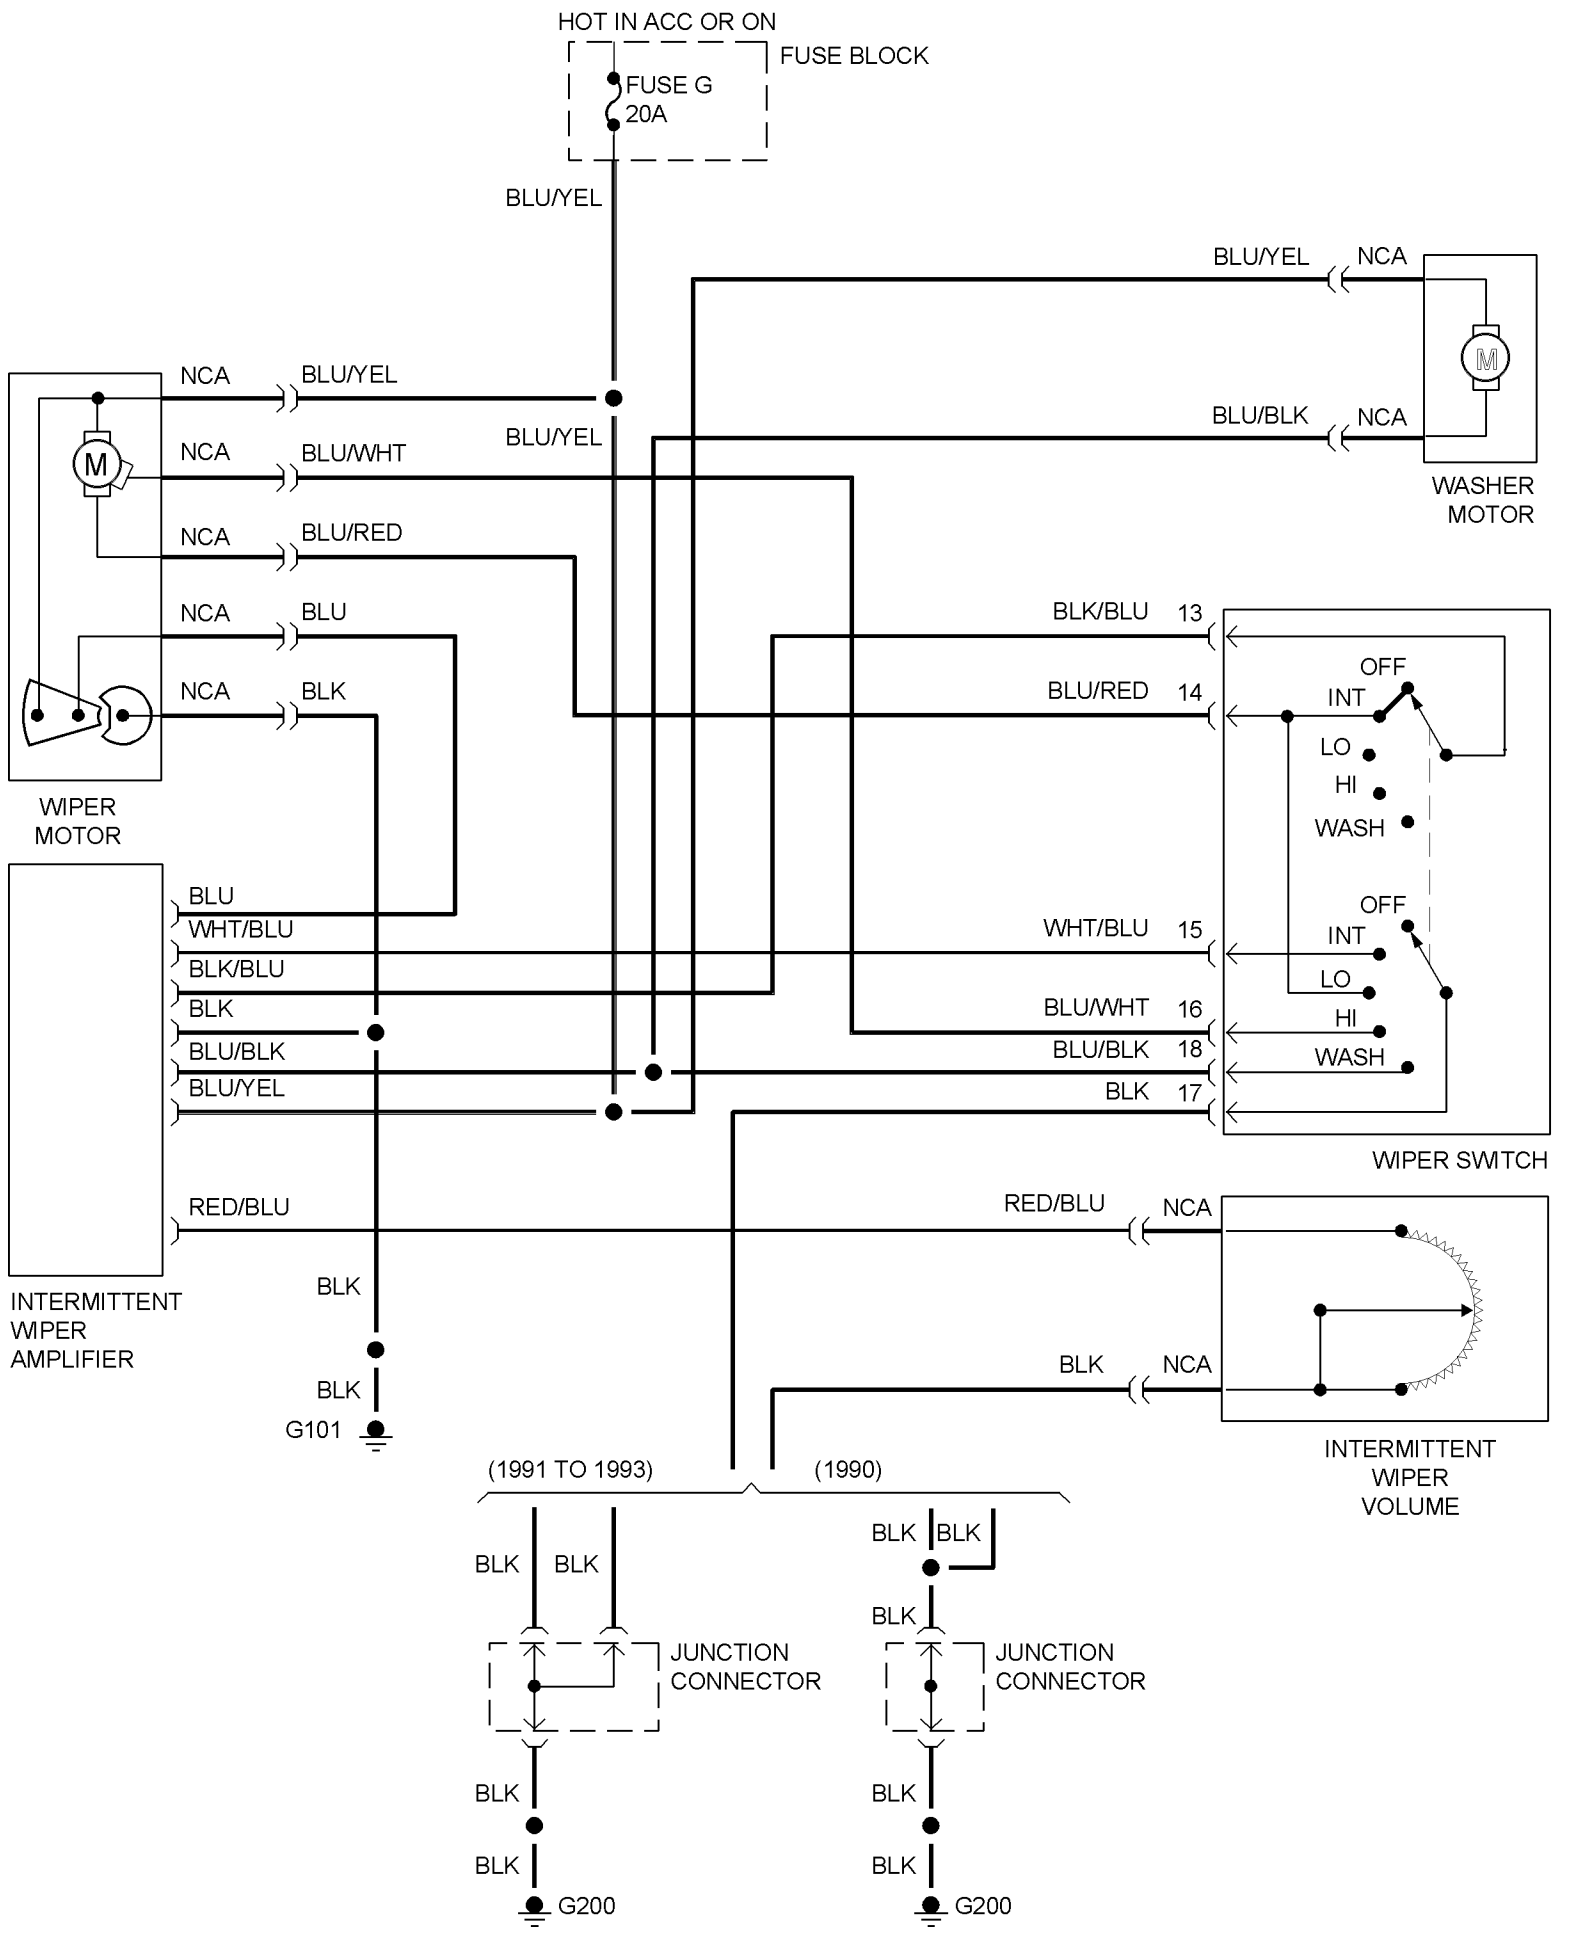 HOT IN ACC OR ON
FUSE BLOCK
FUSE G
20A
BLU/YEL
BLU/YEL NCA
NCA BLU/YEL
M
BLU/YEL
BLU/BLK NCA
NCA BLU/WHT
M
WASHER
MOTOR
NCA BLU/RED
NCA BLU
BLK/BLU 13
OFF
NCA BLK
BLU/RED 14
INT
LO
HI
WASH
WIPER
MOTOR
BLU
OFF
WHT/BLU
WHT/BLU 15
INT
BLK/BLU
LO
BLK
BLU/WHT 16
HI
BLU/BLK
BLU/BLK 18
WASH
BLU/YEL
BLK 17
WIPER SWITCH
RED/BLU
RED/BLU NCA
BLK
INTERMITTENT
WIPER
AMPLIFIER
BLK
BLK NCA
G101
INTERMITTENT
WIPER
VOLUME
(1991 TO 1993)
(1990)
BLK BLK
BLK BLK
BLK
JUNCTION
CONNECTOR
JUNCTION
CONNECTOR
BLK
BLK
BLK
BLK
G200
G200